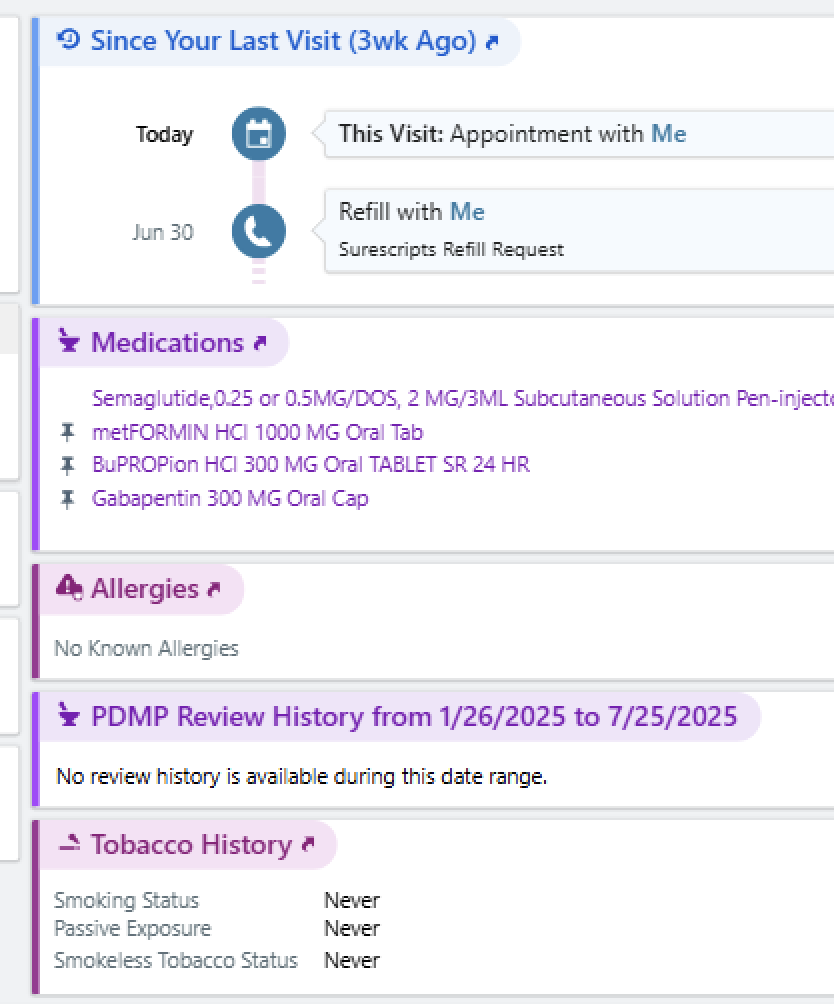 Since Your Last Visit (3wk Ago)
Today
This Visit: Appointment with Me
Jun 30
Refill with Me
Surescripts Refill Request
Medications
Semaglutide,0.25 or 0.5MG/DOS, 2 MG/3ML Subcutaneous Solution Pen-injecto
metFORMIN HCl 1000 MG Oral Tab
BuPROPion HCl 300 MG Oral TABLET SR 24 HR
Gabapentin 300 MG Oral Cap
Allergies
No Known Allergies
PDMP Review History from 1/26/2025 to 7/25/2025
No review history is available during this date range.
Tobacco History
Smoking Status Never
Passive Exposure Never
Smokeless Tobacco Status Never